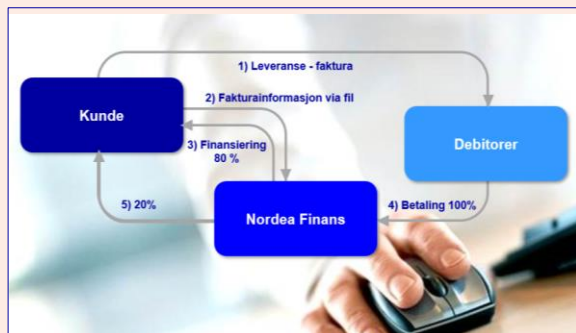 1) Leveranse - faktura
Kunde
2) Fakturainformasjon via fil
3) Finansiering
80 %
Debitorer
5) 20%
Nordea Finans
4) Betaling 100%